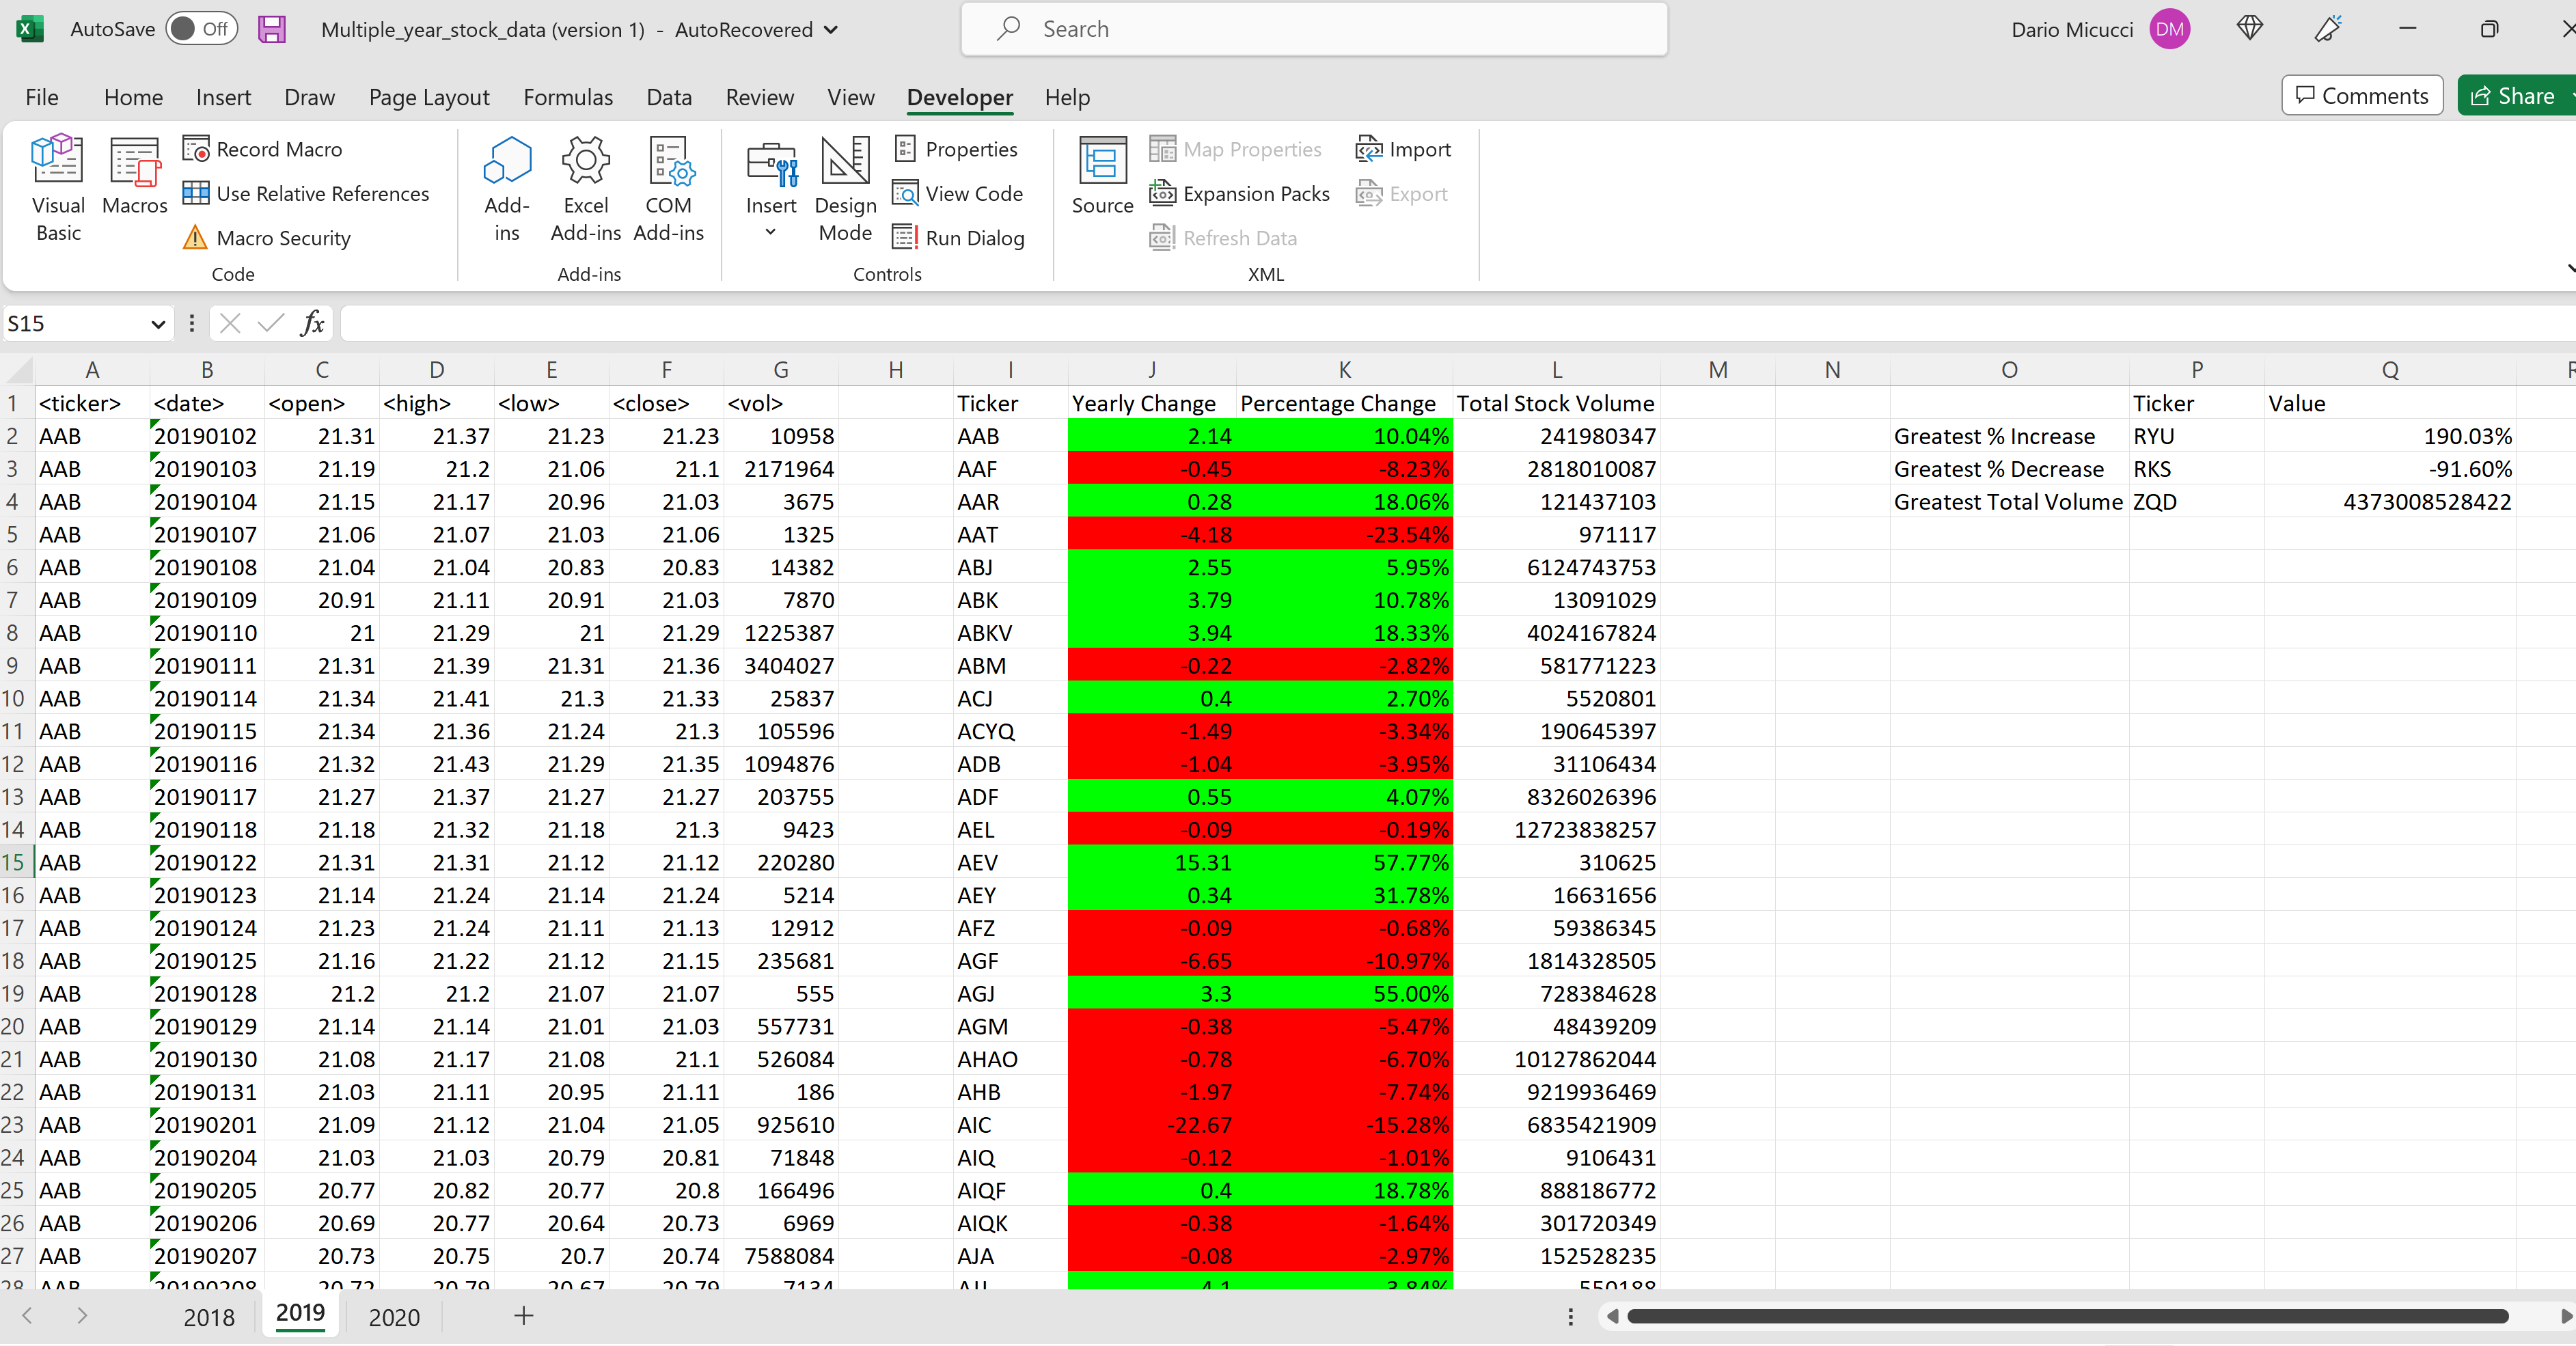 AutoSave Off Multiple_year_stock_data (version 1) - AutoRecovered Search Dario Micucci DM
File Home Insert Draw Page Layout Formulas Data Review View Developer Help Comments Share
Visual Basic Macros Record Macro Use Relative References Macro Security Code
Add-ins Excel Add-ins COM Add-ins Add-ins
Insert Design Mode Properties View Code Run Dialog Controls
Source Map Properties Expansion Packs Refresh Data Import Export XML
S15 fx
A B C D E F G H I J K L M N O P Q
1 <ticker> <date> <open> <high> <low> <close> <vol> Ticker Yearly Change Percentage Change Total Stock Volume Ticker Value
2 AAB 20190102 21.31 21.37 21.23 21.23 10958 AAB 2.14 10.04% 241980347 Greatest % Increase RYU 190.03%
3 AAB 20190103 21.19 21.2 21.06 21.1 2171964 AAF -0.45 -8.23% 2818010087 Greatest % Decrease RKS -91.60%
4 AAB 20190104 21.15 21.17 20.96 21.03 3675 AAR 0.28 18.06% 121437103 Greatest Total Volume ZQD 4373008528422
5 AAB 20190107 21.06 21.07 21.03 21.06 1325 AAT -4.18 -23.54% 971117
6 AAB 20190108 21.04 21.04 20.83 20.83 14382 ABJ 2.55 5.95% 6124743753
7 AAB 20190109 20.91 21.11 20.91 21.03 7870 ABK 3.79 10.78% 13091029
8 AAB 20190110 21 21.29 21 21.29 1225387 ABKV 3.94 18.33% 4024167824
9 AAB 20190111 21.31 21.39 21.31 21.36 3404027 ABM -0.22 -2.82% 581771223
10 AAB 20190114 21.34 21.41 21.3 21.33 25837 ACJ 0.4 2.70% 5520801
11 AAB 20190115 21.34 21.36 21.24 21.3 105596 ACYQ -1.49 -3.34% 190645397
12 AAB 20190116 21.32 21.43 21.29 21.35 1094876 ADB -1.04 -3.95% 31106434
13 AAB 20190117 21.27 21.37 21.27 21.27 203755 ADF 0.55 4.07% 8326026396
14 AAB 20190118 21.18 21.32 21.18 21.3 9423 AEL -0.09 -0.19% 12723838257
15 AAB 20190122 21.31 21.31 21.12 21.12 220280 AEV 15.31 57.77% 310625
16 AAB 20190123 21.14 21.24 21.14 21.24 5214 AEY 0.34 31.78% 16631656
17 AAB 20190124 21.23 21.24 21.11 21.13 12912 AFZ -0.09 -0.68% 59386345
18 AAB 20190125 21.16 21.22 21.12 21.15 235681 AGF -6.65 -10.97% 1814328505
19 AAB 20190128 21.2 21.2 21.07 21.07 555 AGJ 3.3 55.00% 728384628
20 AAB 20190129 21.14 21.14 21.01 21.03 557731 AGM -0.38 -5.47% 48439209
21 AAB 20190130 21.08 21.17 21.08 21.1 526084 AHAO -0.78 -6.70% 10127862044
22 AAB 20190131 21.03 21.11 20.95 21.11 186 AHB -1.97 -7.74% 9219936469
23 AAB 20190201 21.09 21.12 21.04 21.05 925610 AIC -22.67 -15.28% 6835421909
24 AAB 20190204 21.03 21.03 20.79 20.81 71848 AIQ -0.12 -1.01% 9106431
25 AAB 20190205 20.77 20.82 20.77 20.8 166496 AIQF 0.4 18.78% 888186772
26 AAB 20190206 20.69 20.77 20.64 20.73 6969 AIQK -0.38 -1.64% 301720349
27 AAB 20190207 20.73 20.75 20.7 20.74 7588084 AJA -0.08 -2.97% 152528235
28 AAB 20190208 20.72 20.79 20.67 20.79 7134 4.1 3.84% 550188
2018 2019 2020